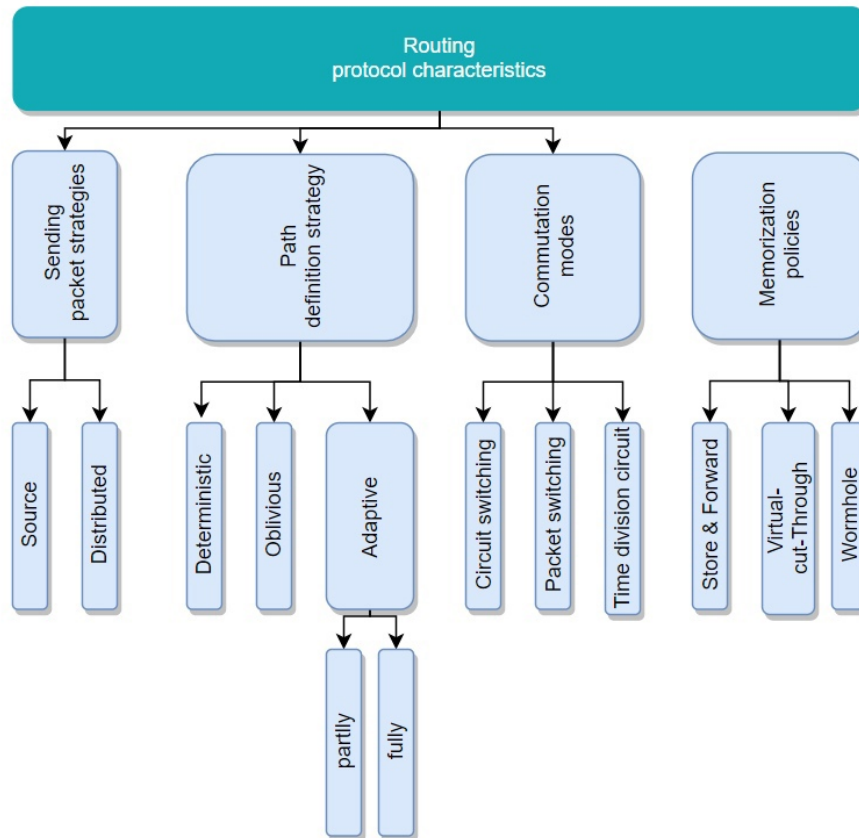 Routing
protocol characteristics
Sending
packet strategies
Path
definition strategy
Commutation
modes
Memorization
policies
Source
Distributed
Deterministic
Oblivious
Adaptive
Circuit switching
Packet switching
Time division circuit
Store & Forward
Virtual-
cut-Through
Wormhole
partlly
fully